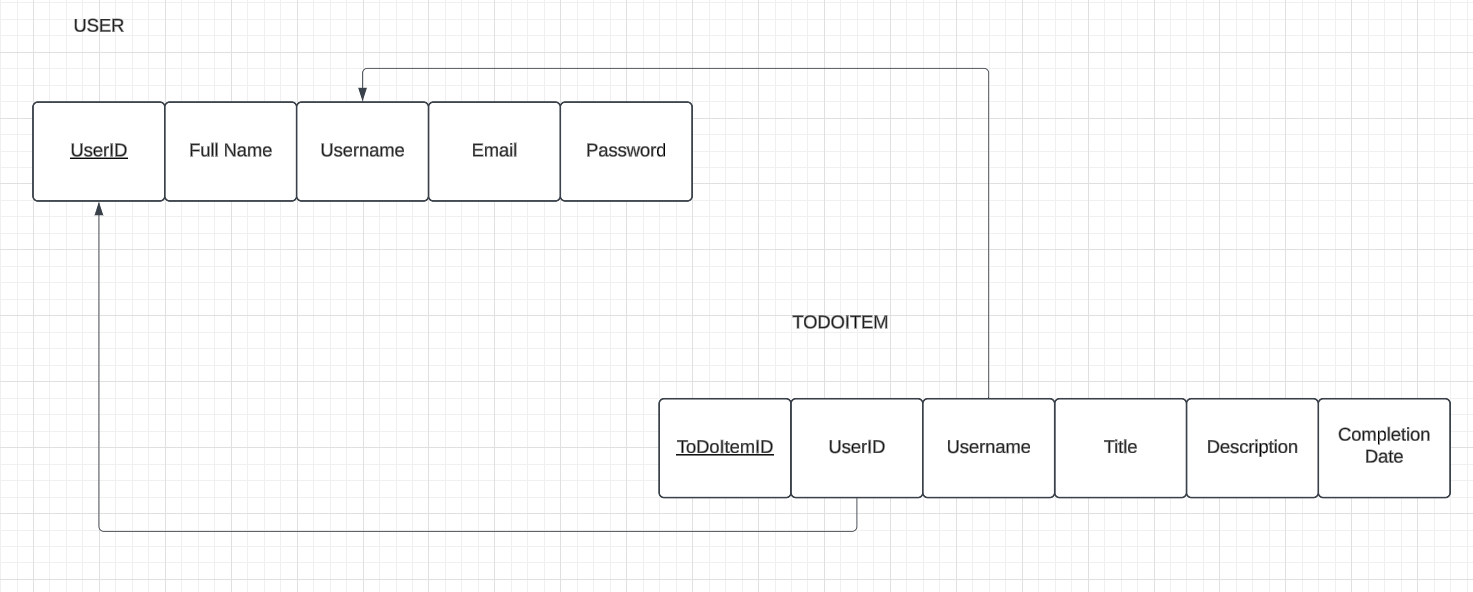 USER
UserID
Full Name
Username
Email
Password
TODOITEM
ToDoItemID
UserID
Username
Title
Description
Completion
Date